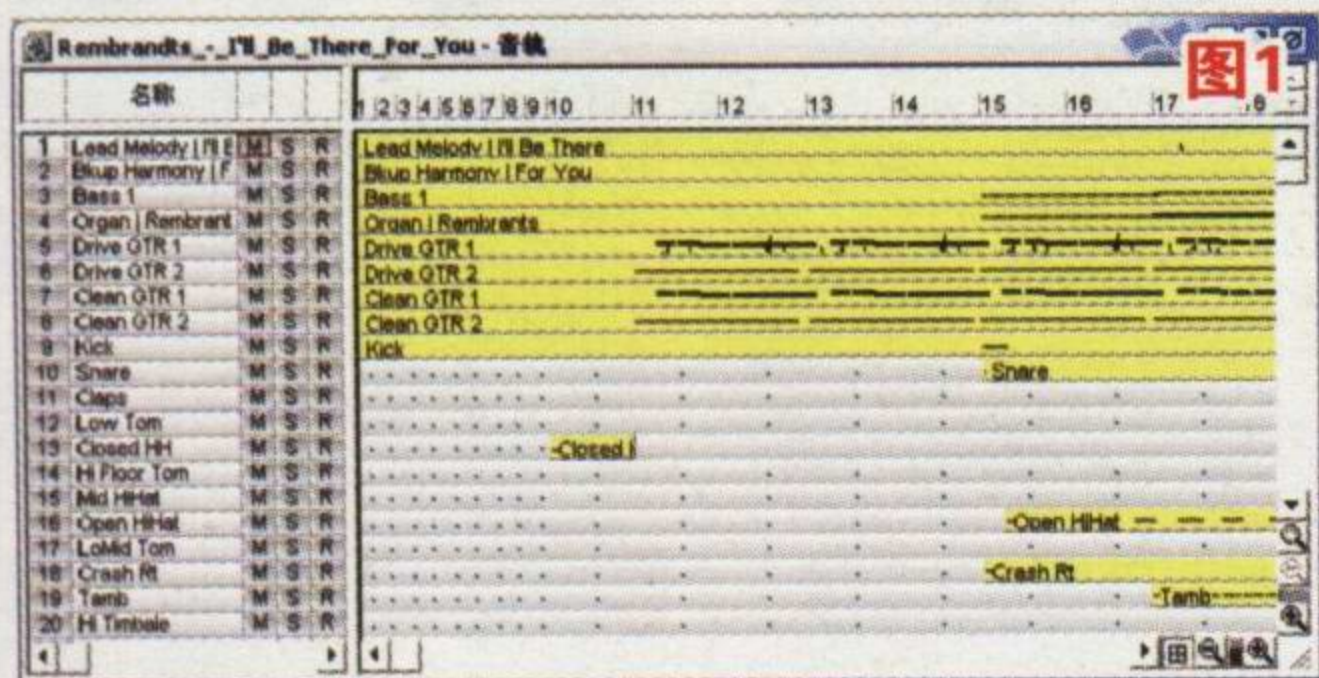 Rembrandts_-_I'll_Be_There_For_You - 音轨
图1
名称
1 2 3 4 5 6 7 8 9 10 11 12 13 14 15 16 17 18
1 Lead Melody | I'll E M S R Lead Melody | I'll Be There
2 Bkup Harmony | F M S R Bkup Harmony | For You
3 Bass 1 M S R Bass 1
4 Organ | Rembrant M S R Organ | Rembrants
5 Drive GTR 1 M S R Drive GTR 1
6 Drive GTR 2 M S R Drive GTR 2
7 Clean GTR 1 M S R Clean GTR 1
8 Clean GTR 2 M S R Clean GTR 2
9 Kick M S R Kick
10 Snare M S R Snare
11 Claps M S R
12 Low Tom M S R
13 Closed HH M S R Closed H
14 Hi Floor Tom M S R
15 Mid HiHat M S R
16 Open HiHat M S R Open HiHat
17 LoMid Tom M S R
18 Crash Rt M S R Crash Rt
19 Tamb M S R Tamb
20 Hi Timbale M S R